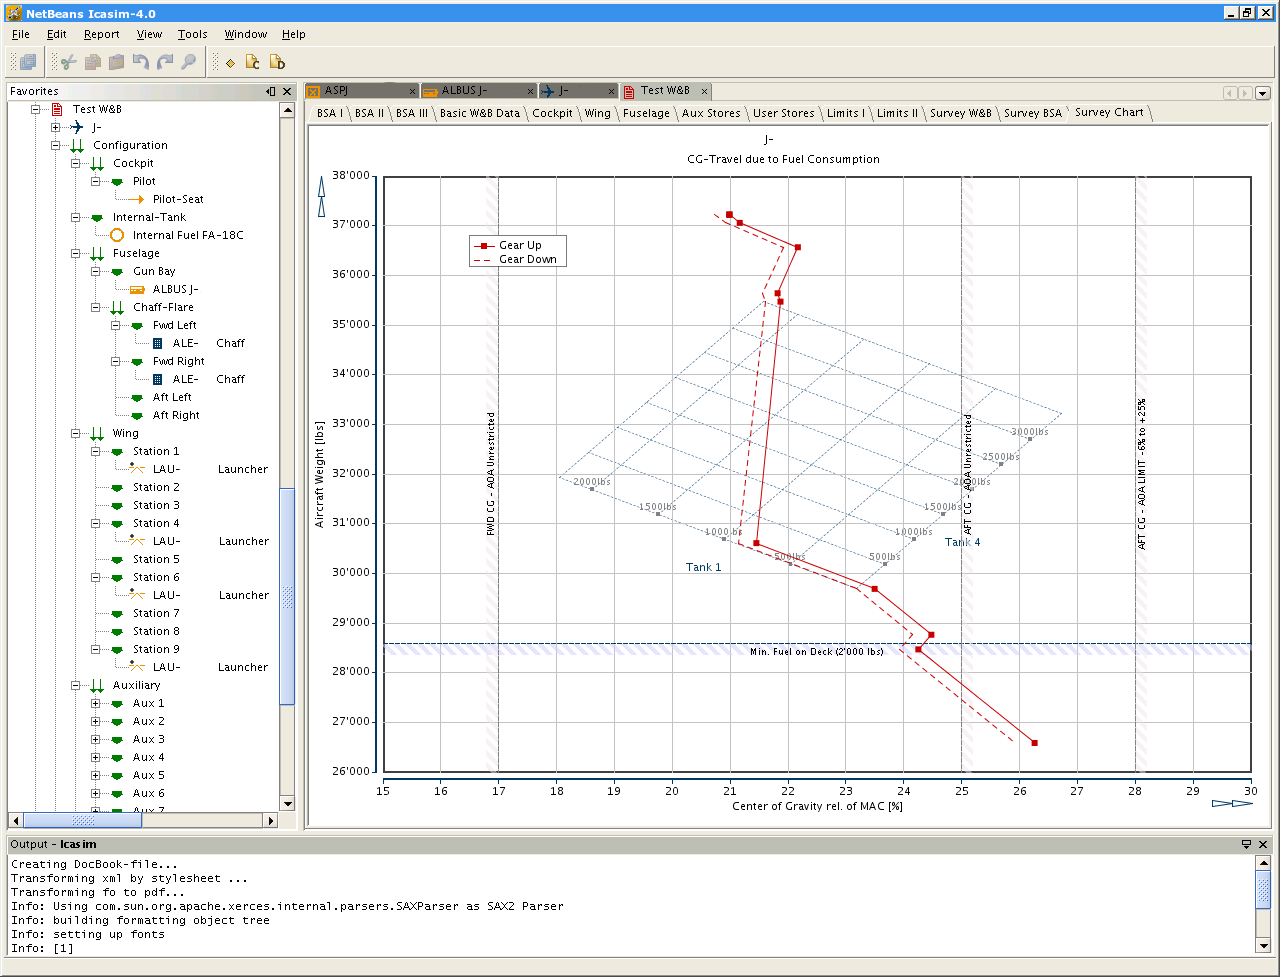 NetBeans Icasim-4.0
File Edit Report View Tools Window Help
Favorites
Test W&B
J-
Configuration
Cockpit
Pilot
Pilot-Seat
Internal-Tank
Internal Fuel FA-18C
Fuselage
Gun Bay
ALBUS J-
Chaff-Flare
Fwd Left
ALE- Chaff
Fwd Right
ALE- Chaff
Aft Left
Aft Right
Wing
Station 1
LAU- Launcher
Station 2
Station 3
Station 4
LAU- Launcher
Station 5
Station 6
LAU- Launcher
Station 7
Station 8
Station 9
LAU- Launcher
Auxiliary
Aux 1
Aux 2
Aux 3
Aux 4
Aux 5
Aux 6
Aux 7
ASPJ ALBUS J- J- Test W&B
BSA I BSA II BSA III Basic W&B Data Cockpit Wing Fuselage Aux Stores User Stores Limits I Limits II Survey W&B Survey BSA Survey Chart
J-
CG-Travel due to Fuel Consumption
38'000
37'000
36'000
35'000
34'000
33'000
32'000
31'000
30'000
29'000
28'000
27'000
26'000
Aircraft Weight [lbs]
Gear Up
Gear Down
FWD CG - AOA Unrestricted
AFT CG - AOA Unrestricted
AFT CG - AOA LIMIT -6% to +25%
2000lbs
1500lbs
1000lbs
500lbs
Tank 1
3000lbs
2500lbs
2000lbs
1500lbs
1000lbs
500lbs
Tank 4
Min. Fuel on Deck (2'000 lbs)
15 16 17 18 19 20 21 22 23 24 25 26 27 28 29 30
Center of Gravity rel. of MAC [%]
Output - Icasim
Creating DocBook-file...
Transforming xml by stylesheet ...
Transforming fo to pdf...
Info: Using com.sun.org.apache.xerces.internal.parsers.SAXParser as SAX2 Parser
Info: building formatting object tree
Info: setting up fonts
Info: [1]